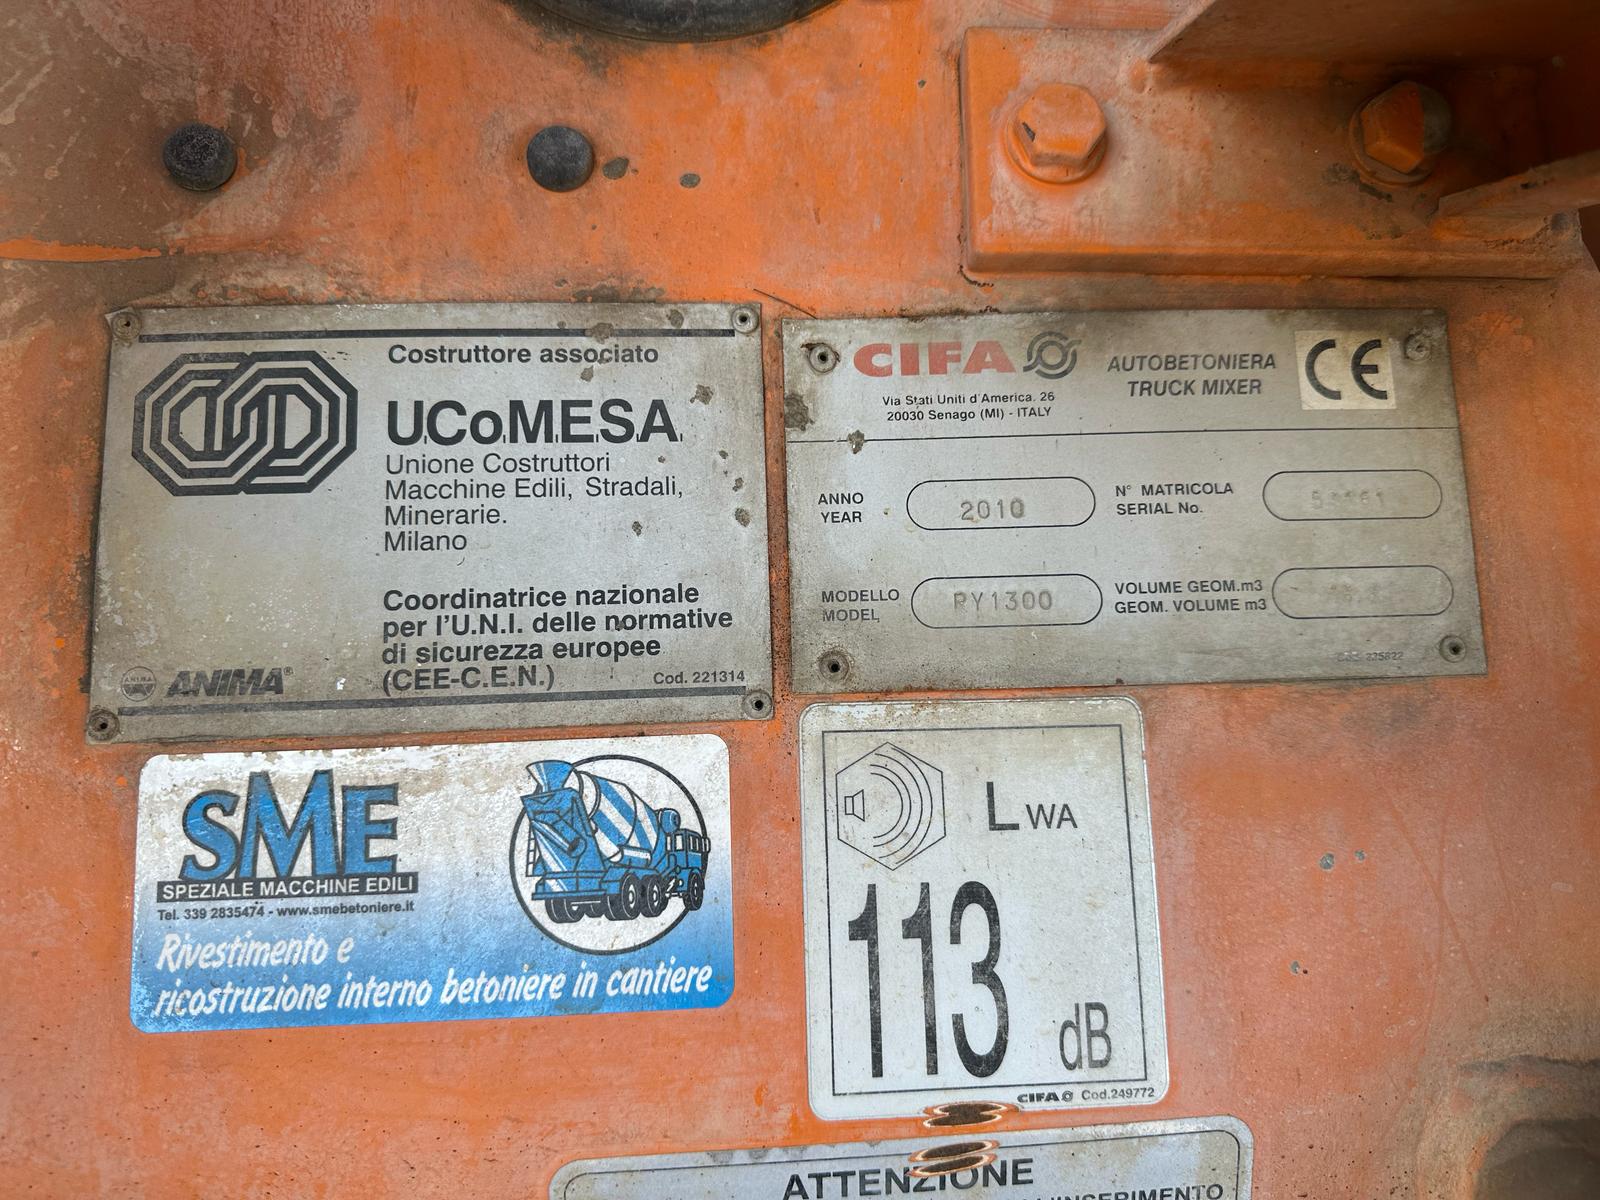 Costruttore associato
U.Co.M.E.S.A.
Unione Costruttori
Macchine Edili, Stradali,
Minerarie.
Milano
Coordinatrice nazionale
per l'U.N.I. delle normative
di sicurezza europee
(CEE-C.E.N.)
ANIMA
ANIMA®
Cod. 221314
CIFA
Via Stati Uniti d'America. 26
20030 Senago (MI) - ITALY
AUTOBETONIERA
TRUCK MIXER
CE
ANNO
YEAR
2010
N° MATRICOLA
SERIAL No.
MODELLO
MODEL
RY1300
VOLUME GEOM.m3
GEOM. VOLUME m3
SME
SPEZIALE MACCHINE EDILI
Tel. 339 2835474 - www.smebetoniere.it
Rivestimento e
ricostruzione interno betoniere in cantiere
LWA
113
dB
CIFA Cod.249772
ATTENZIONE